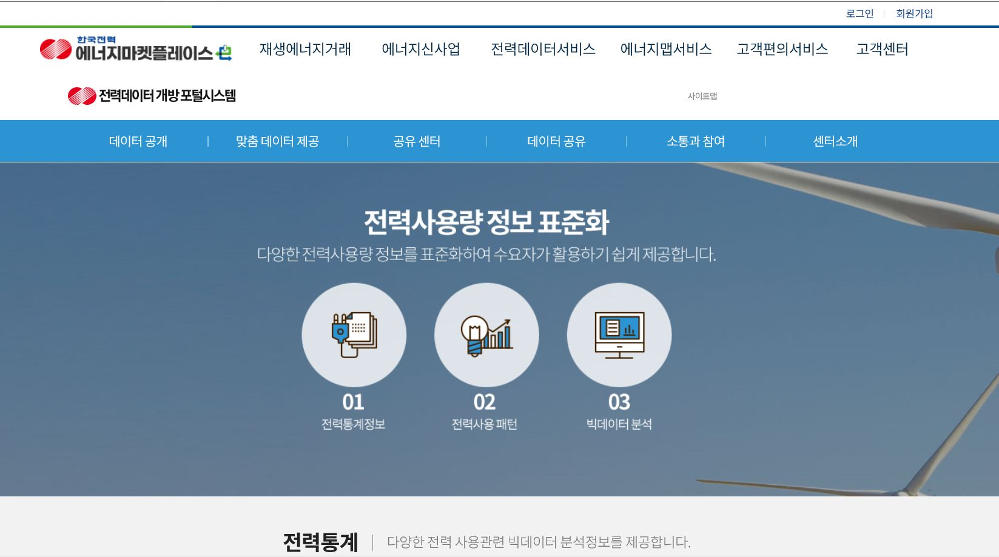 로그인
회원가입
한국전력
에너지마켓플레이스
재생에너지거래
에너지신사업
전력데이터서비스
에너지맵서비스
고객편의서비스
고객센터
전력데이터 개방 포털시스템
사이트맵
데이터 공개
맞춤 데이터 제공
공유 센터
데이터 공유
소통과 참여
센터소개
전력사용량 정보 표준화
다양한 전력사용량 정보를 표준화하여 수요자가 활용하기 쉽게 제공합니다.
01
전력통계정보
02
전력사용 패턴
03
빅데이터 분석
전력통계
다양한 전력 사용관련 빅데이터 분석정보를 제공합니다.